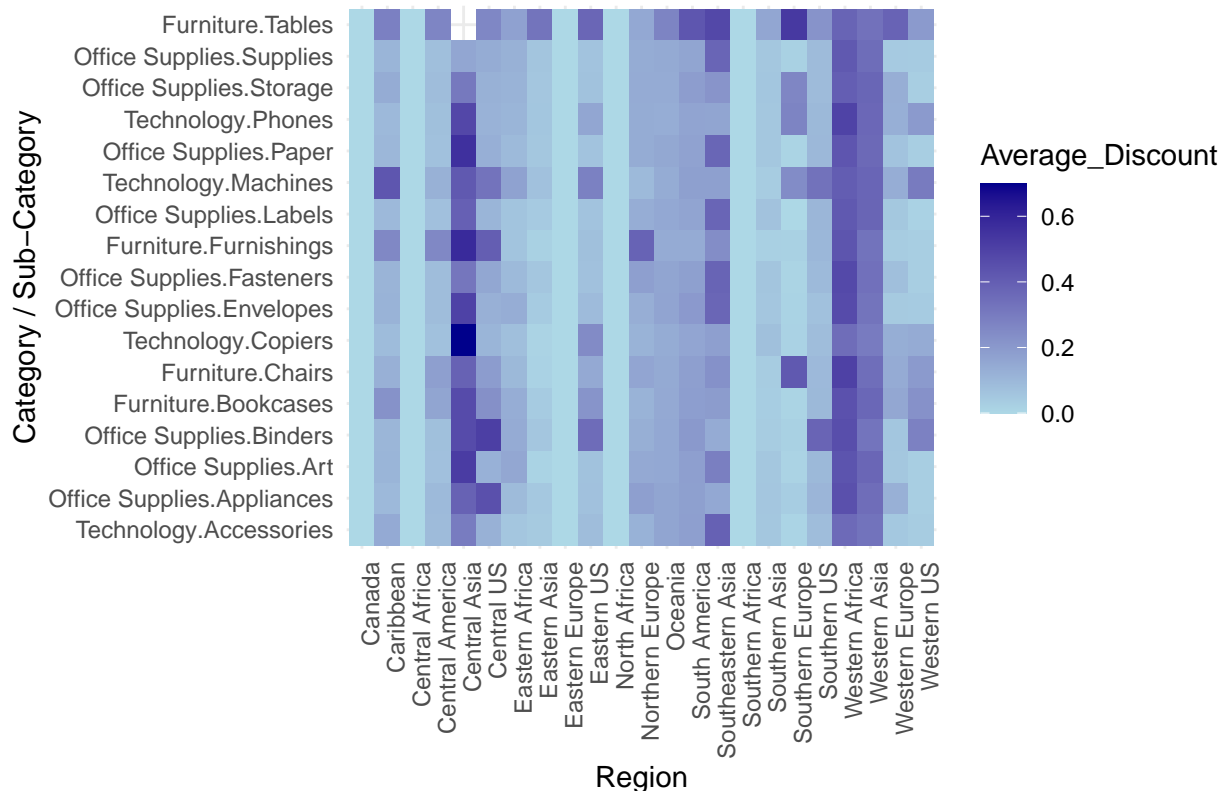 Furniture.Tables
Office Supplies.Supplies
Office Supplies.Storage
Technology.Phones
Office Supplies.Paper
Technology.Machines
Office Supplies.Labels
Furniture.Furnishings
Office Supplies.Fasteners
Office Supplies.Envelopes
Technology.Copiers
Furniture.Chairs
Furniture.Bookcases
Office Supplies.Binders
Office Supplies.Art
Office Supplies.Appliances
Technology.Accessories
Category / Sub−Category
Canada
Caribbean
Central Africa
Central America
Central Asia
Central US
Eastern Africa
Eastern Asia
Eastern Europe
Eastern US
North Africa
Northern Europe
Oceania
South America
Southeastern Asia
Southern Africa
Southern Asia
Southern Europe
Southern US
Western Africa
Western Asia
Western Europe
Western US
Region
Average_Discount
0.6
0.4
0.2
0.0